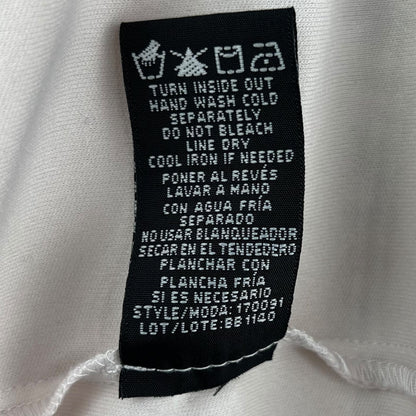 TURN INSIDE OUT
HAND WASH COLD
SEPARATELY
DO NOT BLEACH
LINE DRY
COOL IRON IF NEEDED
PONER AL REVÉS
LAVAR A MANO
CON AGUA FRÍA
SEPARADO
NO USAR BLANQUEADOR
SECAR EN EL TENDEDERO
PLANCHAR CON
PLANCHA FRÍA
SI ES NECESARIO
STYLE/MODA: 170091
LOT/LOTE: BB1140